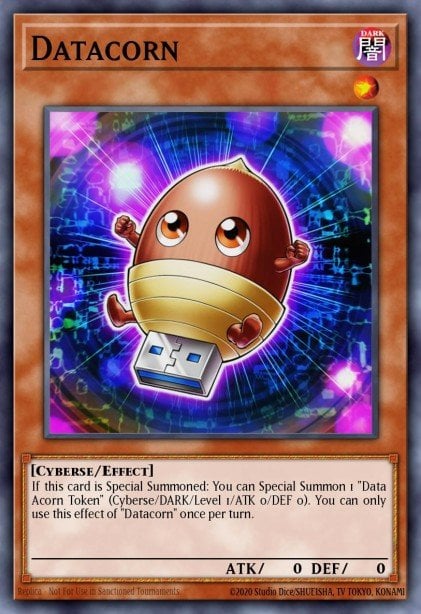 DATACORN
DARK
闇
[CYBERSE/EFFECT]
If this card is Special Summoned: You can Special Summon 1 "Data
Acorn Token" (Cyberse/DARK/Level 1/ATK 0/DEF 0). You can only
use this effect of "Datacorn" once per turn.
ATK/ 0 DEF/ 0
Replica - Not For Use in Sanctioned Tournaments. ©2020 Studio Dice/SHUEISHA, TV TOKYO, KONAMI